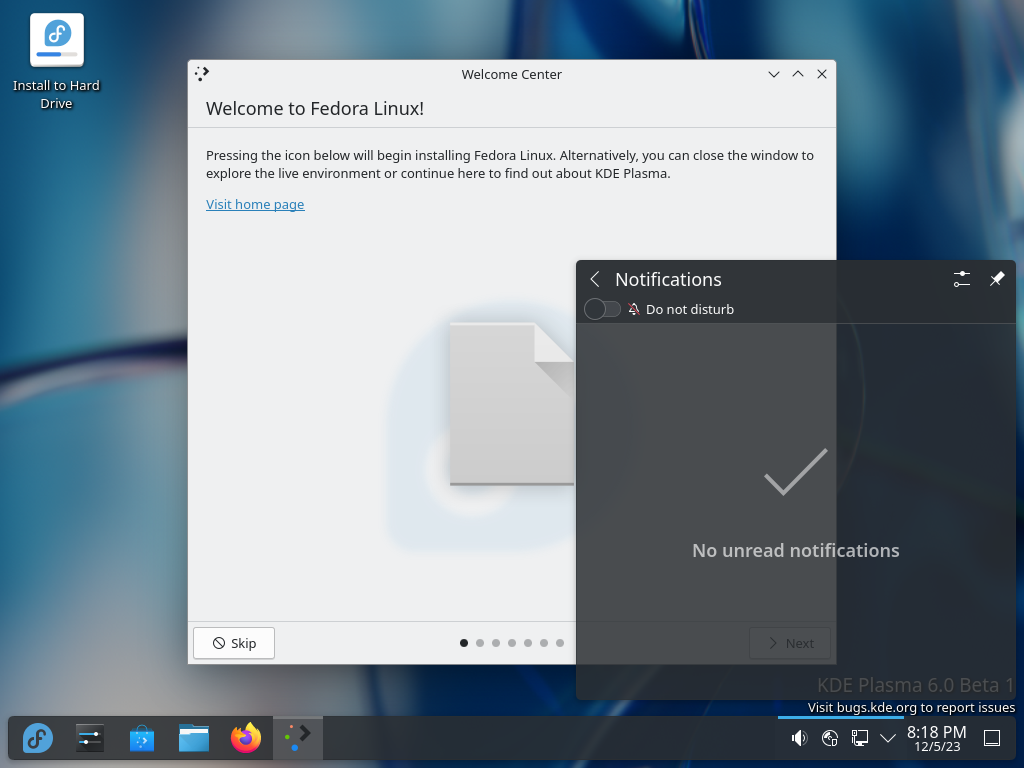 Install to Hard
Drive
Welcome Center
Welcome to Fedora Linux!
Pressing the icon below will begin installing Fedora Linux. Alternatively, you can close the window to
explore the live environment or continue here to find out about KDE Plasma.
Visit home page
Notifications
Do not disturb
No unread notifications
Skip
Next
KDE Plasma 6.0 Beta 1
Visit bugs.kde.org to report issues
8:18 PM
12/5/23